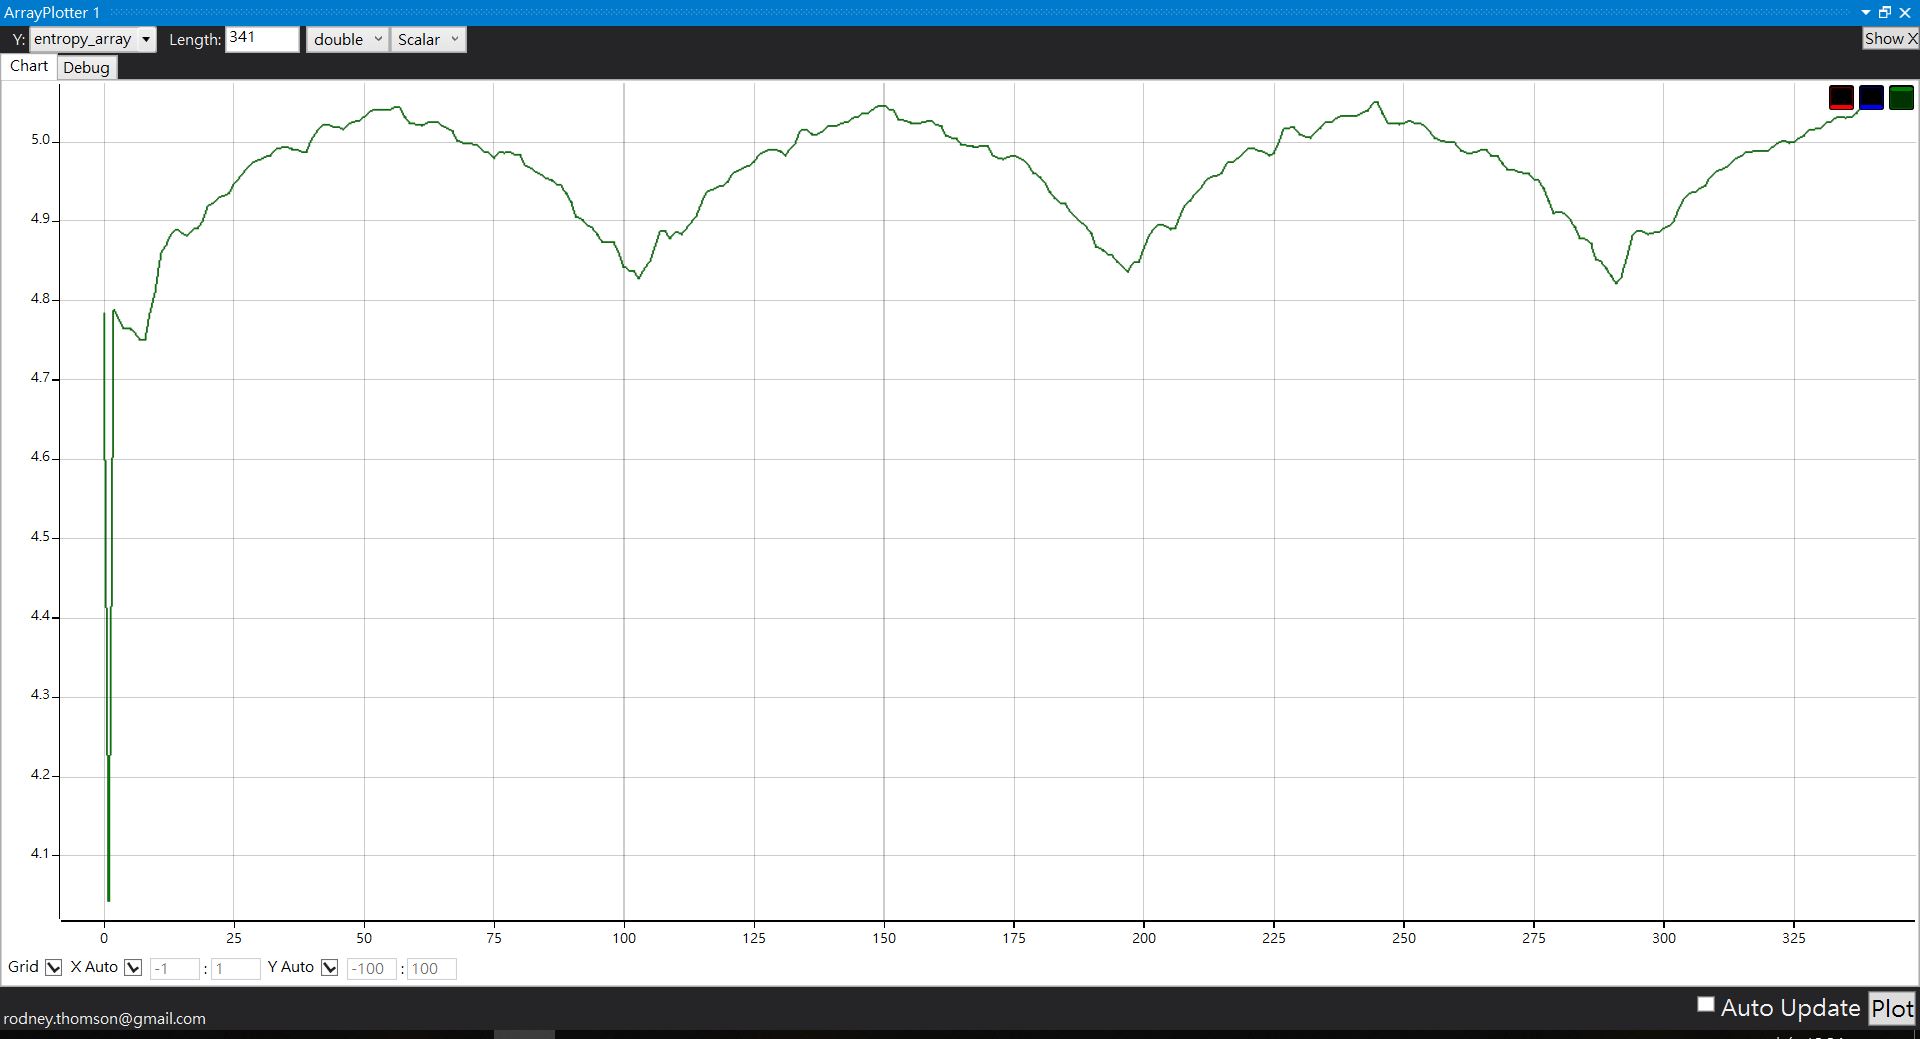 ArrayPlotter 1
Y: entropy_array Length: 341 double Scalar Show X
Chart Debug
5.0
4.9
4.8
4.7
4.6
4.5
4.4
4.3
4.2
4.1
0 25 50 75 100 125 150 175 200 225 250 275 300 325
Grid X Auto -1 : 1 Y Auto -100 : 100
Auto Update Plot
rodney.thomson@gmail.com